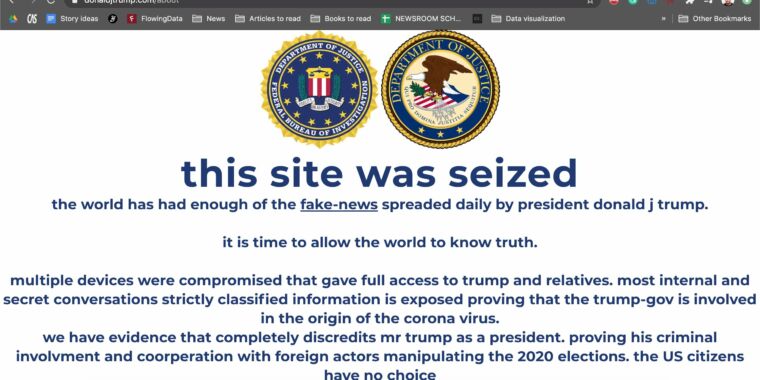 donaldjtrump.com/about
Story ideas FlowingData News Articles to read Books to read NEWSROOM SCH... Data visualization » Other Bookmarks
DEPARTMENT OF JUSTICE
FEDERAL BUREAU OF INVESTIGATION
DEPARTMENT OF JUSTICE
QUI PRO DOMINA JUSTITIA SEQUITUR
this site was seized
the world has had enough of the fake-news spreaded daily by president donald j trump.
it is time to allow the world to know truth.
multiple devices were compromised that gave full access to trump and relatives. most internal and
secret conversations strictly classified information is exposed proving that the trump-gov is involved
in the origin of the corona virus.
we have evidence that completely discredits mr trump as a president. proving his criminal
involvment and coorperation with foreign actors manipulating the 2020 elections. the US citizens
have no choice